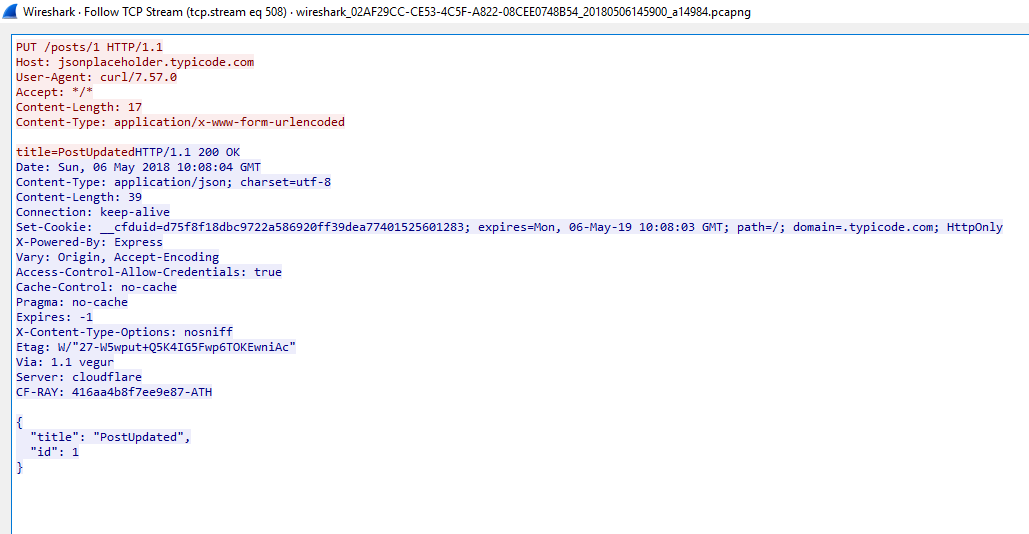 Wireshark · Follow TCP Stream (tcp.stream eq 508) · wireshark_02AF29CC-CE53-4C5F-A822-08CEE0748B54_20180506145900_a14984.pcapng
PUT /posts/1 HTTP/1.1
Host: jsonplaceholder.typicode.com
User-Agent: curl/7.57.0
Accept: */*
Content-Length: 17
Content-Type: application/x-www-form-urlencoded
title=PostUpdatedHTTP/1.1 200 OK
Date: Sun, 06 May 2018 10:08:04 GMT
Content-Type: application/json; charset=utf-8
Content-Length: 39
Connection: keep-alive
Set-Cookie: __cfduid=d75f8f18dbc9722a586920ff39dea77401525601283; expires=Mon, 06-May-19 10:08:03 GMT; path=/; domain=.typicode.com; HttpOnly
X-Powered-By: Express
Vary: Origin, Accept-Encoding
Access-Control-Allow-Credentials: true
Cache-Control: no-cache
Pragma: no-cache
Expires: -1
X-Content-Type-Options: nosniff
Etag: W/"27-W5wput+Q5K4IG5Fwp6TOKEwniAc"
Via: 1.1 vegur
Server: cloudflare
CF-RAY: 416aa4b8f7ee9e87-ATH
{
  "title": "PostUpdated",
  "id": 1
}